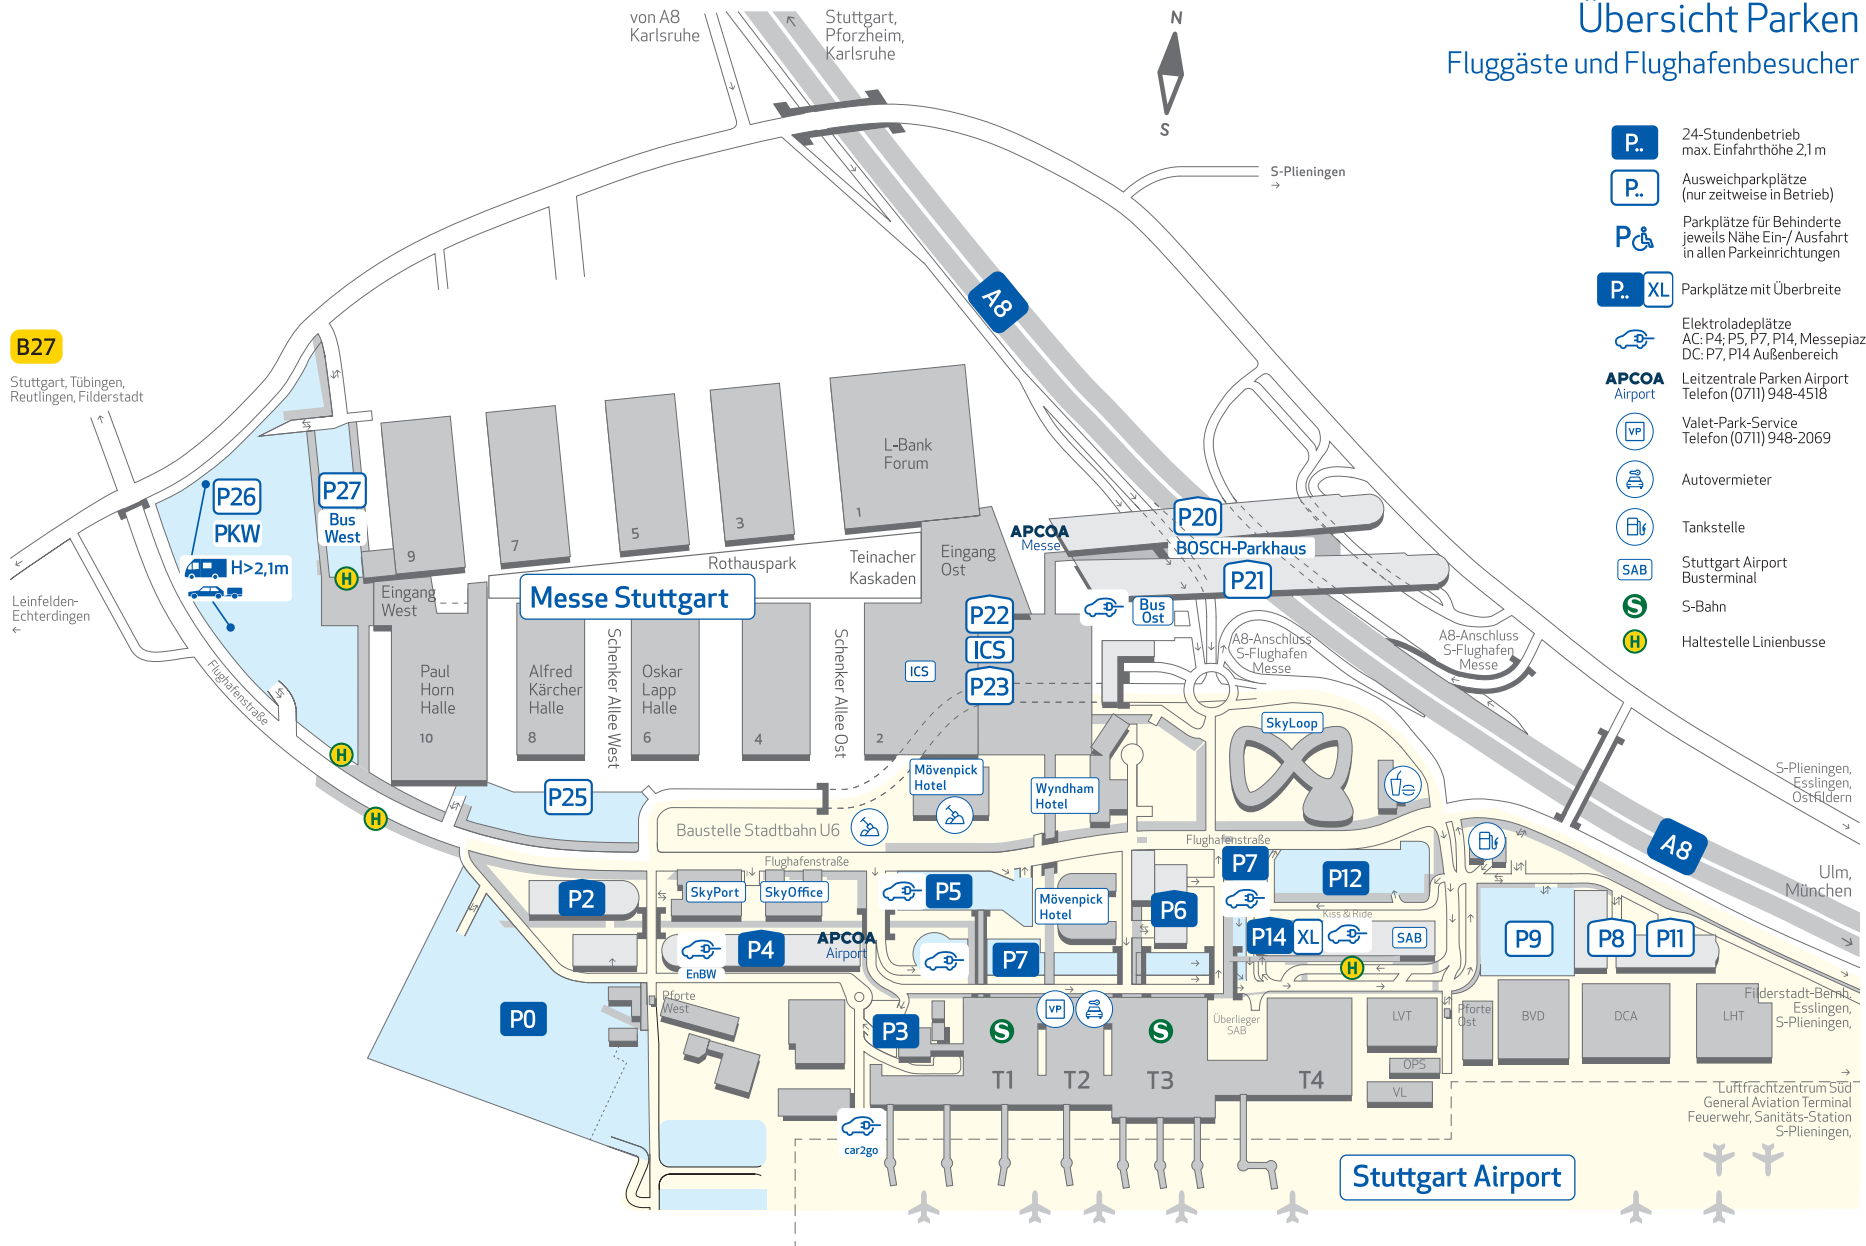 Übersicht Parken
Fluggäste und Flughafenbesucher
von A8
Karlsruhe
Stuttgart,
Pforzheim,
Karlsruhe
N
S
S-Plieningen
P..
24-Stundenbetrieb
max. Einfahrthöhe 2,1 m
P..
Ausweichparkplätze
(nur zeitweise in Betrieb)
P
Parkplätze für Behinderte
jeweils Nähe Ein-/ Ausfahrt
in allen Parkeinrichtungen
P.. XL
Parkplätze mit Überbreite
Elektroladeplätze
AC: P4; P5, P7, P14, Messepiaz
DC: P7, P14 Außenbereich
APCOA
Airport
Leitzentrale Parken Airport
Telefon (0711) 948-4518
VP
Valet-Park-Service
Telefon (0711) 948-2069
Autovermieter
Tankstelle
SAB
Stuttgart Airport
Busterminal
S
S-Bahn
H
Haltestelle Linienbusse
A8
B27
Stuttgart, Tübingen,
Reutlingen, Filderstadt
Leinfelden-
Echterdingen
P26
PKW
H>2,1m
P27
Bus
West
H
9
7
5
3
1
L-Bank
Forum
Eingang
West
Rothauspark
Teinacher
Kaskaden
Eingang
Ost
Messe Stuttgart
APCOA
Messe
P20
BOSCH-Parkhaus
P21
Bus
Ost
P22
ICS
P23
ICS
A8-Anschluss
S-Flughafen
Messe
A8-Anschluss
S-Flughafen
Messe
Flughafenstraße
Paul
Horn
Halle
10
Alfred
Kärcher
Halle
8
Schenker Allee West
Oskar
Lapp
Halle
6
4
Schenker Allee Ost
2
SkyLoop
H
H
P25
Mövenpick
Hotel
Wyndham
Hotel
Baustelle Stadtbahn U6
Flughafenstraße
Flughafenstraße
S-Plieningen,
Esslingen,
Ostfildern
A8
Ulm,
München
P2
SkyPort
SkyOffice
P5
Mövenpick
Hotel
P6
P7
P12
Kiss & Ride
P4
EnBW
APCOA
Airport
P7
P14 XL
SAB
H
P9
P8
P11
P0
Pforte
West
P3
VP
S
S
Überlieger
SAB
LVT
Pforte
Ost
BVD
DCA
LHT
Filderstadt-Bernh.
Esslingen,
S-Plieningen,
T1
T2
T3
T4
OPS
VL
Luftfrachtzentrum Süd
General Aviation Terminal
Feuerwehr, Sanitäts-Station
S-Plieningen,
car2go
Stuttgart Airport